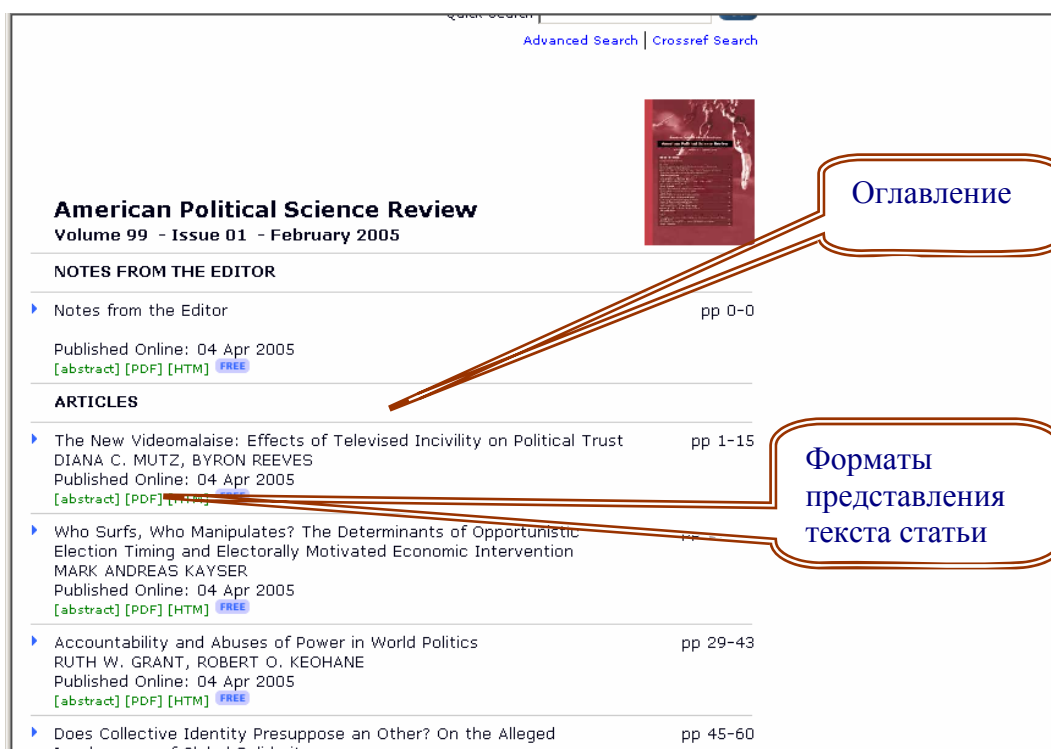 Quick Search
Advanced Search | Crossref Search
American Political Science Review
Volume 99 - Issue 01 - February 2005
NOTES FROM THE EDITOR
Notes from the Editor pp 0-0
Published Online: 04 Apr 2005
[abstract] [PDF] [HTM] FREE
ARTICLES
The New Videomalaise: Effects of Televised Incivility on Political Trust pp 1-15
DIANA C. MUTZ, BYRON REEVES
Published Online: 04 Apr 2005
[abstract] [PDF] [HTM] FREE
Who Surfs, Who Manipulates? The Determinants of Opportunistic pp
Election Timing and Electorally Motivated Economic Intervention
MARK ANDREAS KAYSER
Published Online: 04 Apr 2005
[abstract] [PDF] [HTM] FREE
Accountability and Abuses of Power in World Politics pp 29-43
RUTH W. GRANT, ROBERT O. KEOHANE
Published Online: 04 Apr 2005
[abstract] [PDF] [HTM] FREE
Does Collective Identity Presuppose an Other? On the Alleged pp 45-60
Оглавление
Форматы
представления
текста статьи